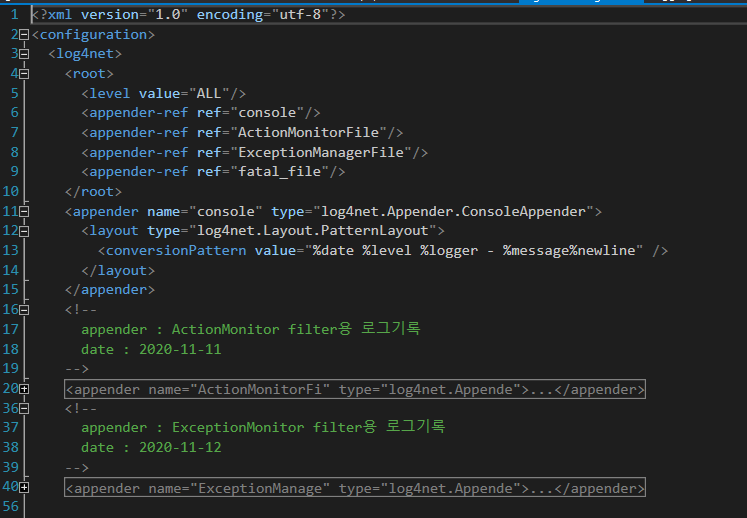 1 <?xml version="1.0" encoding="utf-8"?>
2 <configuration>
3 <log4net>
4 <root>
5 <level value="ALL"/>
6 <appender-ref ref="console"/>
7 <appender-ref ref="ActionMonitorFile"/>
8 <appender-ref ref="ExceptionManagerFile"/>
9 <appender-ref ref="fatal_file"/>
10 </root>
11 <appender name="console" type="log4net.Appender.ConsoleAppender">
12 <layout type="log4net.Layout.PatternLayout">
13 <conversionPattern value="%date %level %logger - %message%newline" />
14 </layout>
15 </appender>
16 <!--
17 appender : ActionMonitor filter용 로그기록
18 date : 2020-11-11
19 -->
20 <appender name="ActionMonitorFi" type="log4net.Appende">...</appender>
36 <!--
37 appender : ExceptionMonitor filter용 로그기록
38 date : 2020-11-12
39 -->
40 <appender name="ExceptionManage" type="log4net.Appende">...</appender>
56